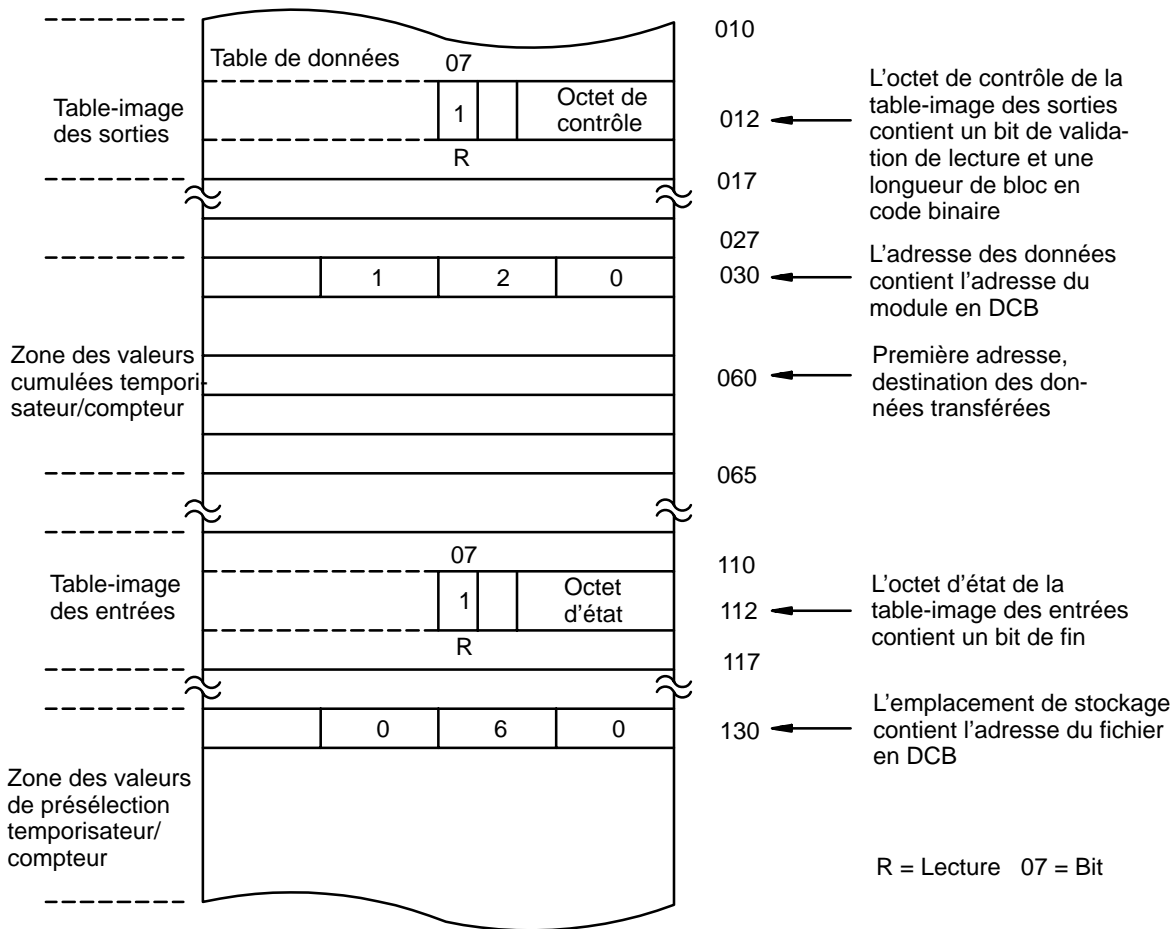 010
Table de données
07
Table-image
des sorties
1
Octet de
contrôle
R
012
L'octet de contrôle de la
table-image des sorties
contient un bit de valida-
tion de lecture et une
longueur de bloc en
code binaire
017
027
1
2
0
030
L'adresse des données
contient l'adresse du
module en DCB
Zone des valeurs
cumulées tempori-
sateur/compteur
060
Première adresse,
destination des don-
nées transférées
065
07
110
Table-image
des entrées
1
Octet
d'état
R
112
L'octet d'état de la
table-image des entrées
contient un bit de fin
117
0
6
0
130
L'emplacement de stockage
contient l'adresse du fichier
en DCB
Zone des valeurs
de présélection
temporisateur/
compteur
R = Lecture 07 = Bit